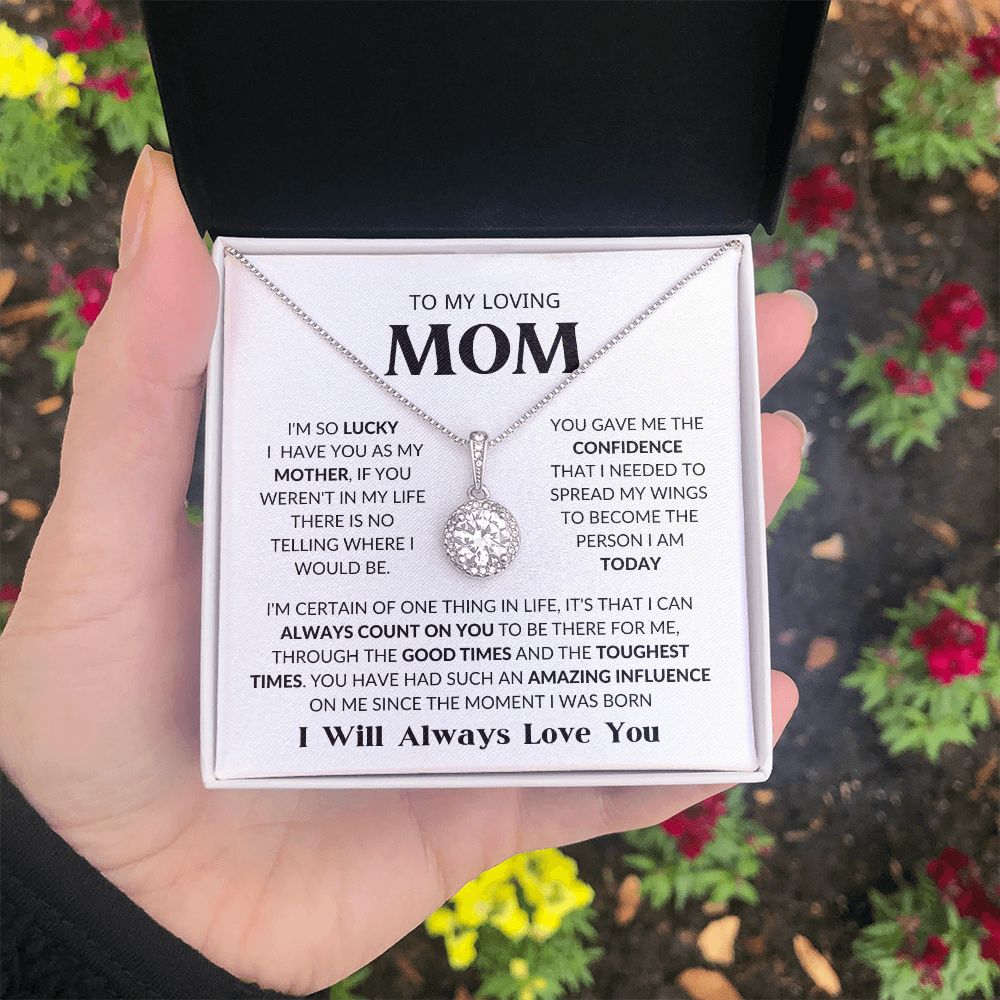 TO MY LOVING
MOM
I'M SO LUCKY
I HAVE YOU AS MY
MOTHER, IF YOU
WEREN'T IN MY LIFE
THERE IS NO
TELLING WHERE I
WOULD BE.
YOU GAVE ME THE
CONFIDENCE
THAT I NEEDED TO
SPREAD MY WINGS
TO BECOME THE
PERSON I AM
TODAY
I'M CERTAIN OF ONE THING IN LIFE, IT'S THAT I CAN
ALWAYS COUNT ON YOU TO BE THERE FOR ME,
THROUGH THE GOOD TIMES AND THE TOUGHEST
TIMES. YOU HAVE HAD SUCH AN AMAZING INFLUENCE
ON ME SINCE THE MOMENT I WAS BORN
I Will Always Love You